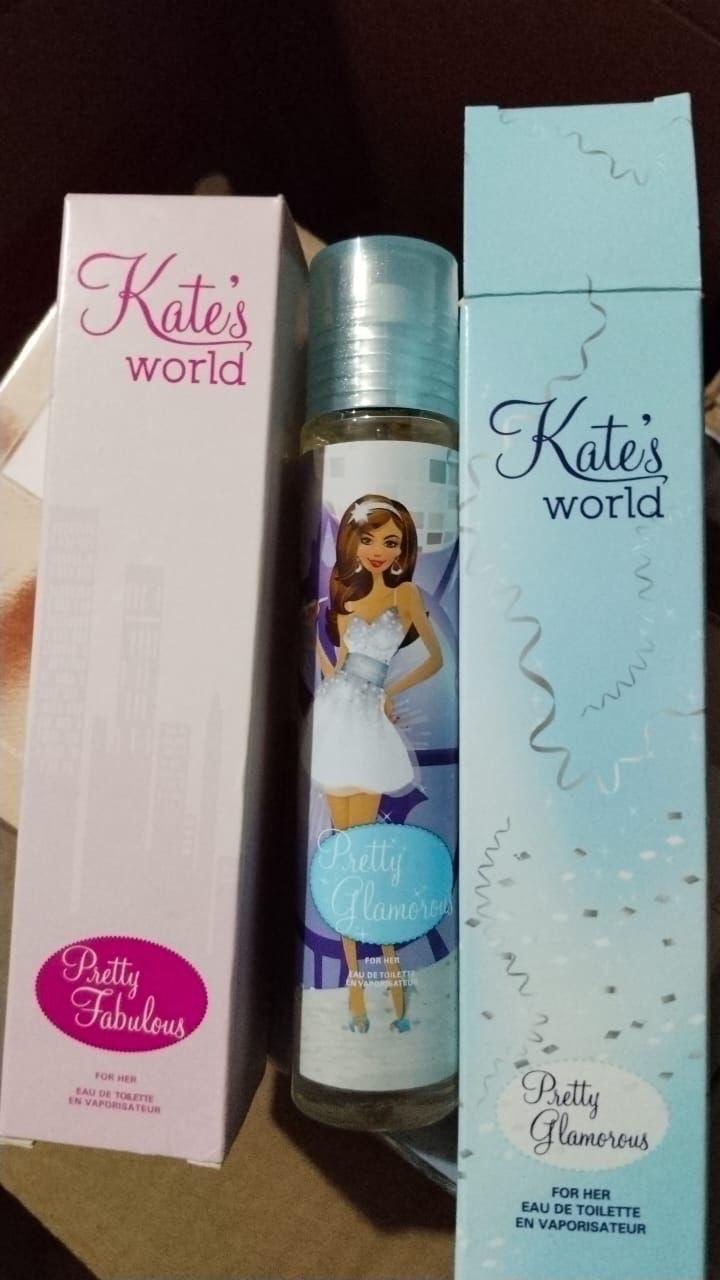 Kate's
world
Pretty
Fabulous
FOR HER
EAU DE TOILETTE
EN VAPORISATEUR
Pretty
Glamorous
FOR HER
EAU DE TOILETTE
EN VAPORISATEUR
Kate's
world
Pretty
Glamorous
FOR HER
EAU DE TOILETTE
EN VAPORISATEUR